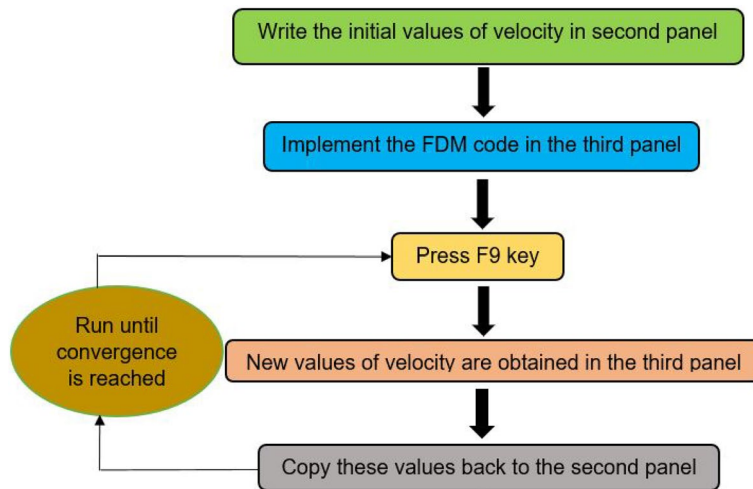 Write the initial values of velocity in second panel
Implement the FDM code in the third panel
Press F9 key
Run until
convergence
is reached
New values of velocity are obtained in the third panel
Copy these values back to the second panel